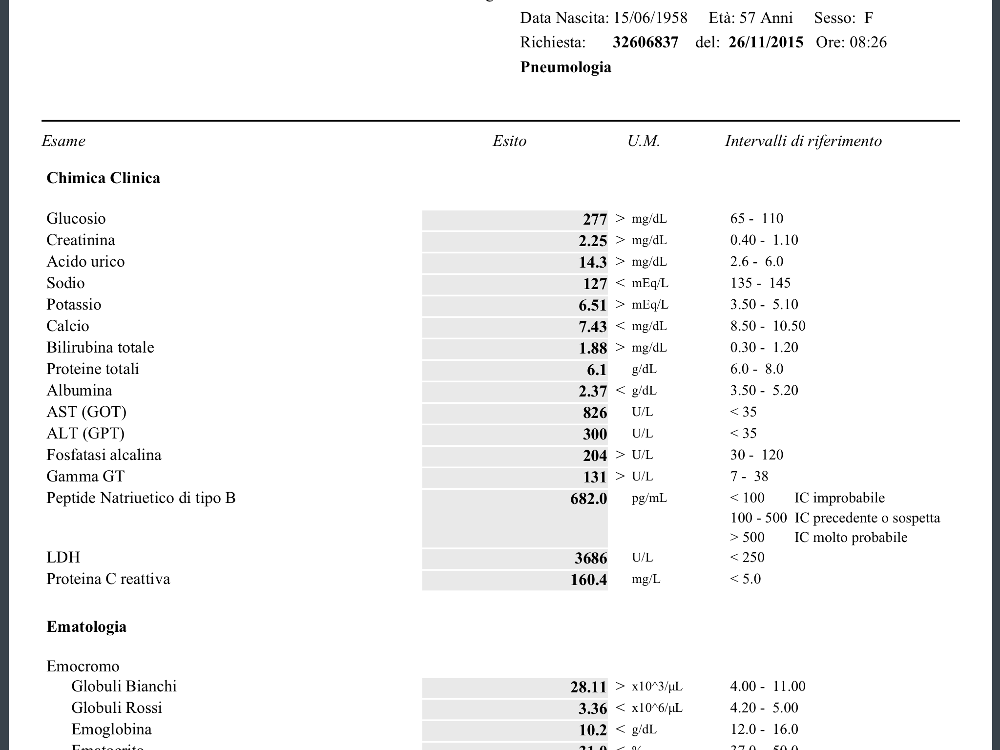 Data Nascita: 15/06/1958 Età: 57 Anni Sesso: F
Richiesta: 32606837 del: 26/11/2015 Ore: 08:26
Pneumologia
Esame Esito U.M. Intervalli di riferimento
Chimica Clinica
Glucosio 277 > mg/dL 65 - 110
Creatinina 2.25 > mg/dL 0.40 - 1.10
Acido urico 14.3 > mg/dL 2.6 - 6.0
Sodio 127 < mEq/L 135 - 145
Potassio 6.51 > mEq/L 3.50 - 5.10
Calcio 7.43 < mg/dL 8.50 - 10.50
Bilirubina totale 1.88 > mg/dL 0.30 - 1.20
Proteine totali 6.1 g/dL 6.0 - 8.0
Albumina 2.37 < g/dL 3.50 - 5.20
AST (GOT) 826 U/L < 35
ALT (GPT) 300 U/L < 35
Fosfatasi alcalina 204 > U/L 30 - 120
Gamma GT 131 > U/L 7 - 38
Peptide Natriuetico di tipo B 682.0 pg/mL < 100 IC improbabile
100 - 500 IC precedente o sospetta
> 500 IC molto probabile
LDH 3686 U/L < 250
Proteina C reattiva 160.4 mg/L < 5.0
Ematologia
Emocromo
Globuli Bianchi 28.11 > x10^3/µL 4.00 - 11.00
Globuli Rossi 3.36 < x10^6/µL 4.20 - 5.00
Emoglobina 10.2 < g/dL 12.0 - 16.0
Ematocrito 31.0 < % 37.0 - 50.0